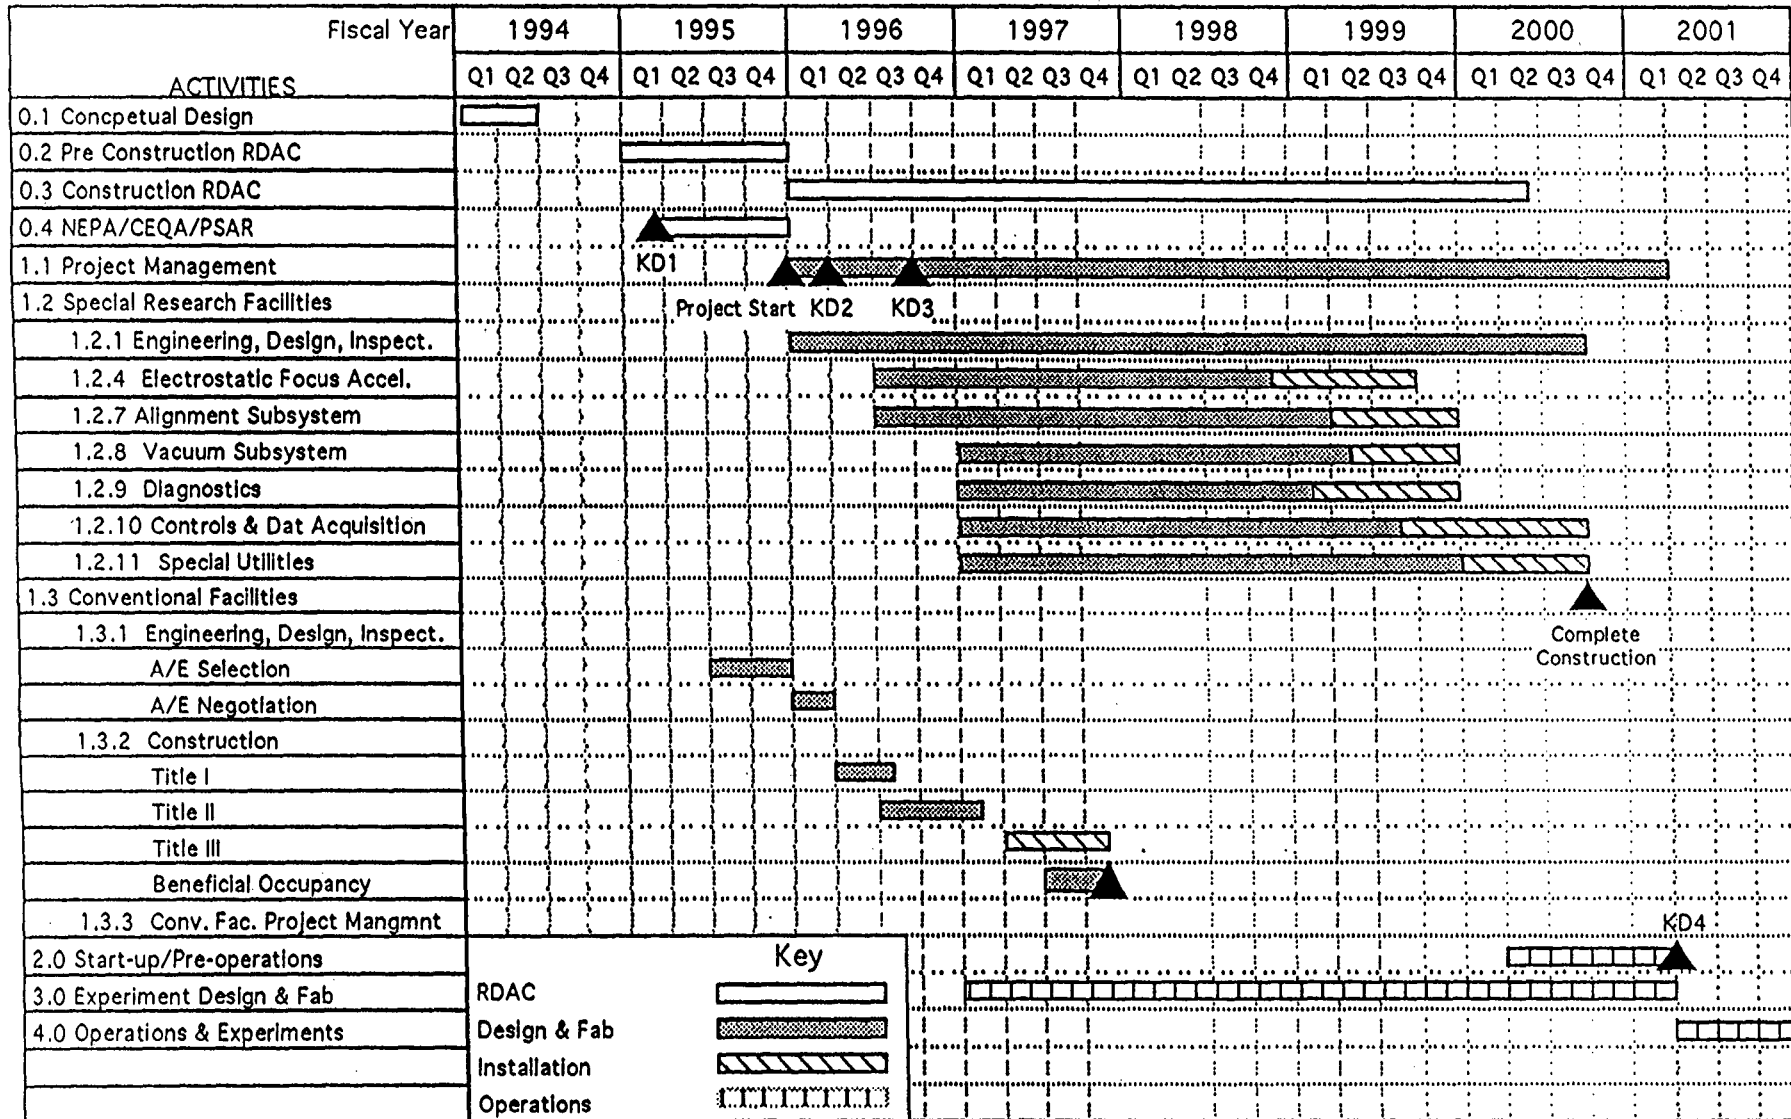 Fiscal Year 1994 1995 1996 1997 1998 1999 2000 2001
ACTIVITIES Q1 Q2 Q3 Q4 Q1 Q2 Q3 Q4 Q1 Q2 Q3 Q4 Q1 Q2 Q3 Q4 Q1 Q2 Q3 Q4 Q1 Q2 Q3 Q4 Q1 Q2 Q3 Q4 Q1 Q2 Q3 Q4
0.1 Concpetual Design
0.2 Pre Construction RDAC
0.3 Construction RDAC
0.4 NEPA/CEQA/PSAR
KD1
1.1 Project Management
1.2 Special Research Facilities
Project Start KD2 KD3
1.2.1 Engineering, Design, Inspect.
1.2.4 Electrostatic Focus Accel.
1.2.7 Alignment Subsystem
1.2.8 Vacuum Subsystem
1.2.9 Diagnostics
1.2.10 Controls & Dat Acquisition
1.2.11 Special Utilities
1.3 Conventional Facilities
1.3.1 Engineering, Design, Inspect.
Complete
Construction
A/E Selection
A/E Negotiation
1.3.2 Construction
Title I
Title II
Title III
Beneficial Occupancy
1.3.3 Conv. Fac. Project Mangmnt
KD4
2.0 Start-up/Pre-operations
3.0 Experiment Design & Fab
4.0 Operations & Experiments
Key
RDAC
Design & Fab
Installation
Operations